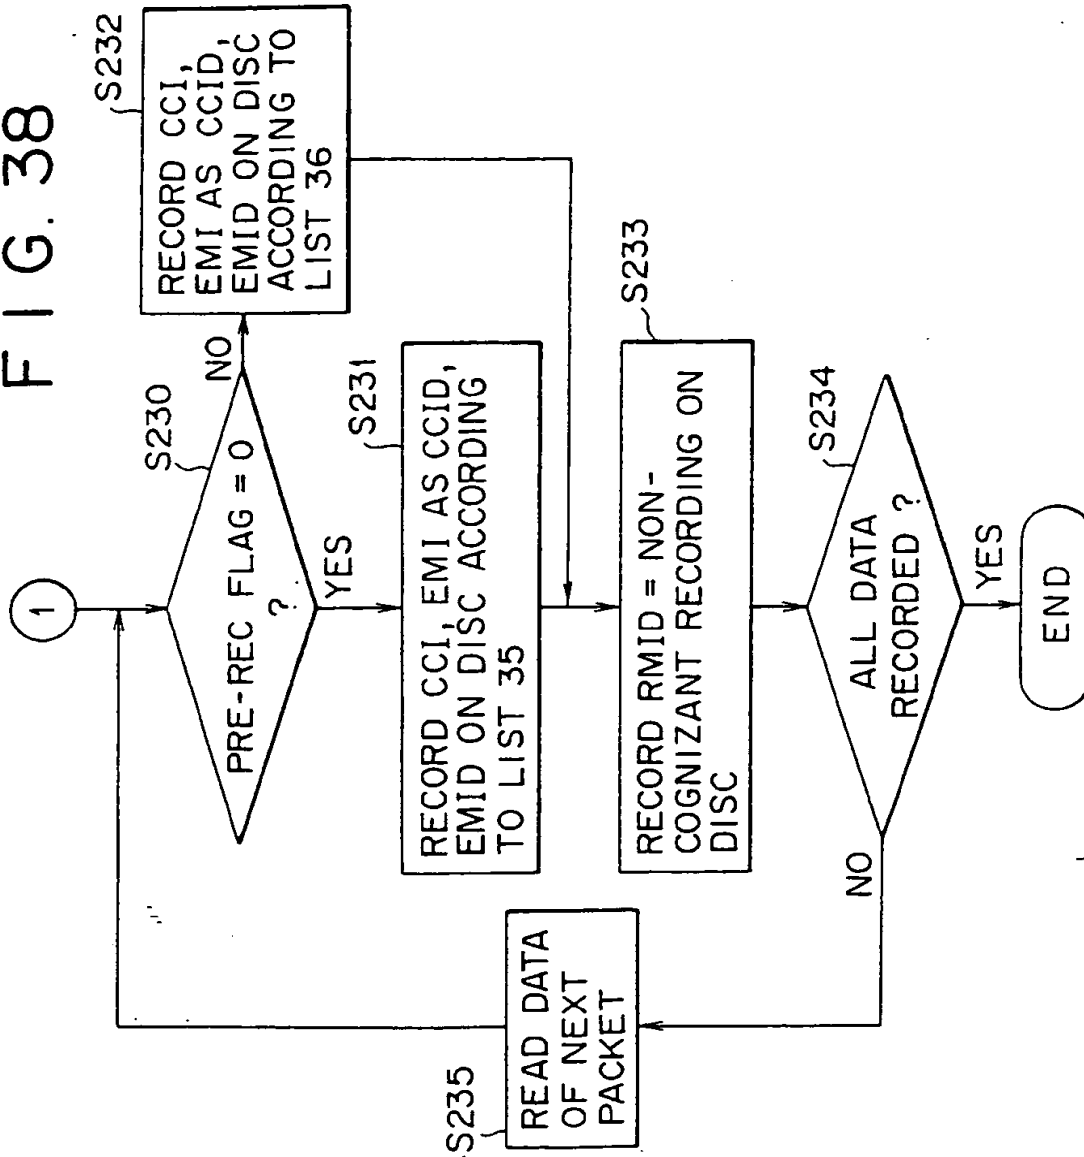 FIG. 38
1
S230
PRE-REC FLAG = 0
?
NO
YES
S232
RECORD CCI,
EMI AS CCID,
EMID ON DISC
ACCORDING TO
LIST 36
S231
RECORD CCI, EMI AS CCID,
EMID ON DISC ACCORDING
TO LIST 35
S233
RECORD RMID = NON-
COGNIZANT RECORDING ON
DISC
S234
ALL DATA
RECORDED ?
NO
YES
S235
READ DATA
OF NEXT
PACKET
END